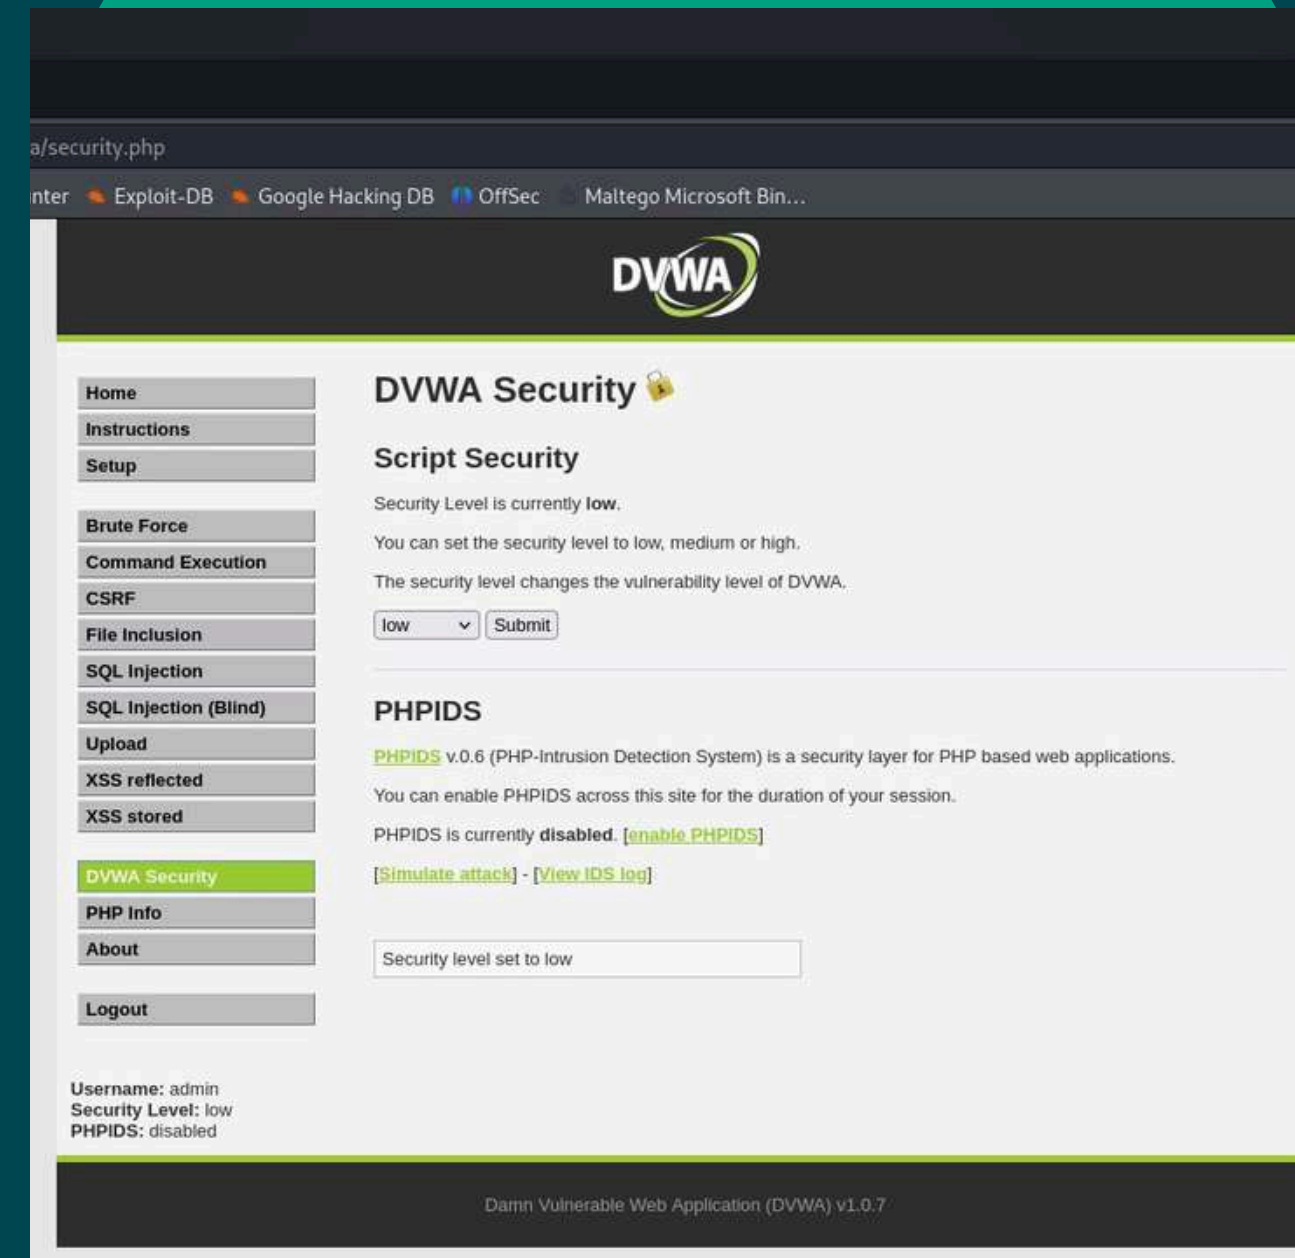 a/security.php
nter Exploit-DB Google Hacking DB OffSec Maltego Microsoft Bin...
DVWA
Home
Instructions
Setup
Brute Force
Command Execution
CSRF
File Inclusion
SQL Injection
SQL Injection (Blind)
Upload
XSS reflected
XSS stored
DVWA Security
PHP Info
About
Logout
Username: admin
Security Level: low
PHPIDS: disabled
DVWA Security
Script Security
Security Level is currently low.
You can set the security level to low, medium or high.
The security level changes the vulnerability level of DVWA.
low Submit
PHPIDS
PHPIDS v.0.6 (PHP-Intrusion Detection System) is a security layer for PHP based web applications.
You can enable PHPIDS across this site for the duration of your session.
PHPIDS is currently disabled. [enable PHPIDS]
[Simulate attack] - [View IDS log]
Security level set to low
Damn Vulnerable Web Application (DVWA) v1.0.7